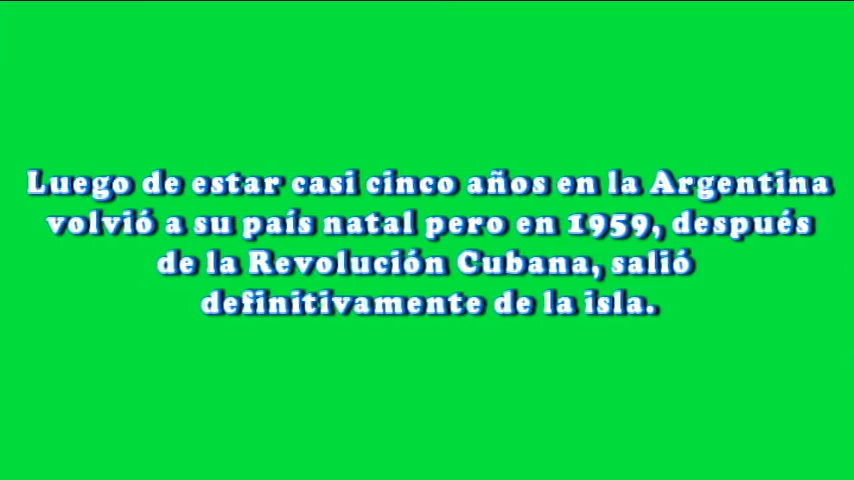 Luego de estar casi cinco años en la Argentina
volvió a su país natal pero en 1959, después
de la Revolución Cubana, salió
definitivamente de la isla.